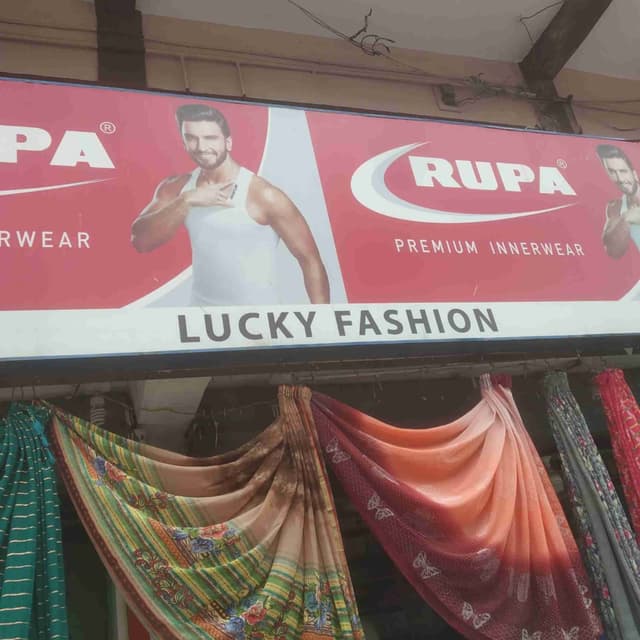 PA®
RWEAR
RUPA®
PREMIUM INNERWEAR
LUCKY FASHION